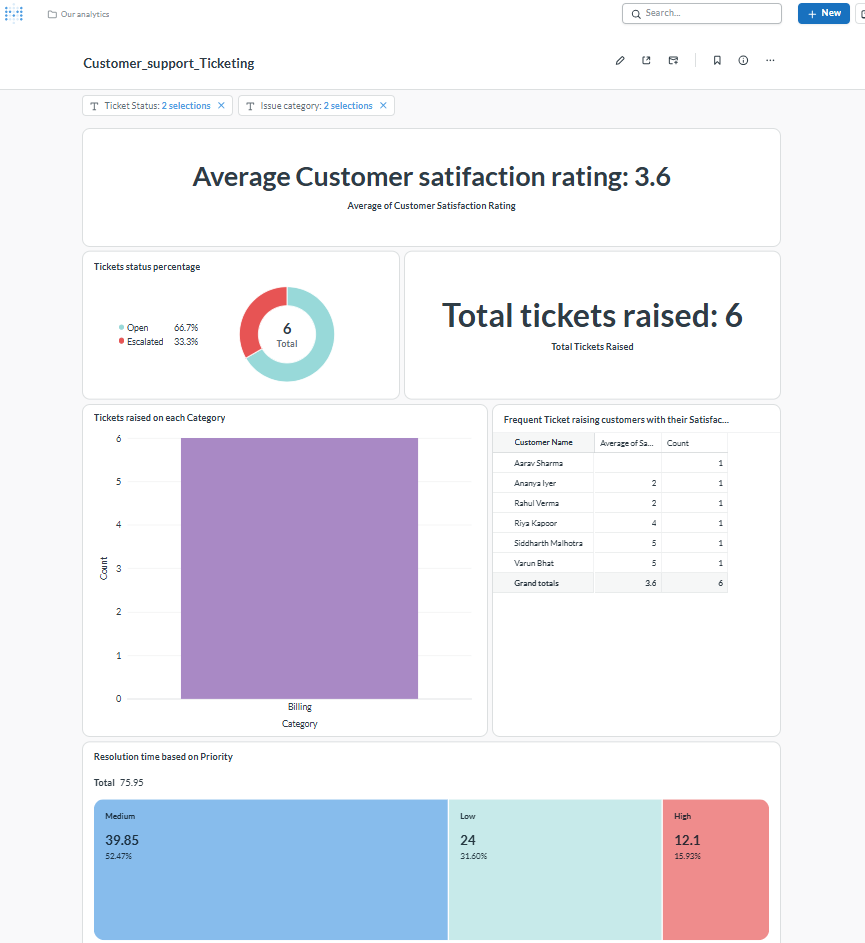 Our analytics
Search...
+ New
Customer_support_Ticketing
Ticket Status: 2 selections ×
Issue category: 2 selections ×
Average Customer satifaction rating: 3.6
Average of Customer Satisfaction Rating
Tickets status percentage
Open 66.7%
Escalated 33.3%
6
Total
Total tickets raised: 6
Total Tickets Raised
Tickets raised on each Category
6
5
4
3
2
1
0
Count
Billing
Category
Frequent Ticket raising customers with their Satisfac...
Customer Name Average of Sa... Count
Aarav Sharma 1
Ananya Iyer 2 1
Rahul Verma 2 1
Riya Kapoor 4 1
Siddharth Malhotra 5 1
Varun Bhat 5 1
Grand totals 3.6 6
Resolution time based on Priority
Total 75.95
Medium
39.85
52.47%
Low
24
31.60%
High
12.1
15.93%